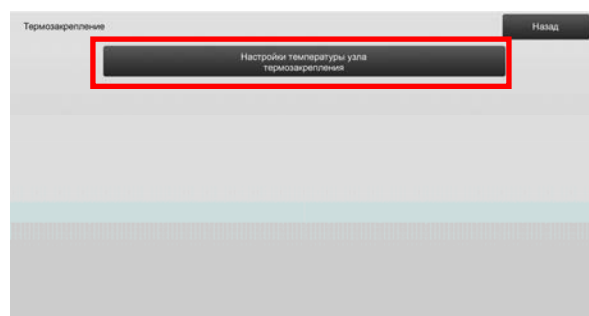 Термозакрепление
Назад
Настройки температуры узла
термозакрепления